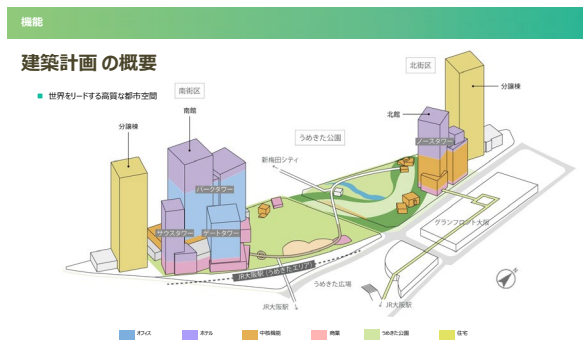 機能
建築計画の概要
世界をリードする高質な都市空間
南街区
北街区
南館
分譲棟
北館
分譲棟
うめきた公園
新梅田シティ
ノースタワー
パークタワー
サウスタワー
ゲートタワー
グランフロント大阪
JR大阪駅(うめきたエリア)
うめきた広場
JR大阪駅
JR大阪駅
オフィス
ホテル
中核機能
商業
うめきた公園
住宅